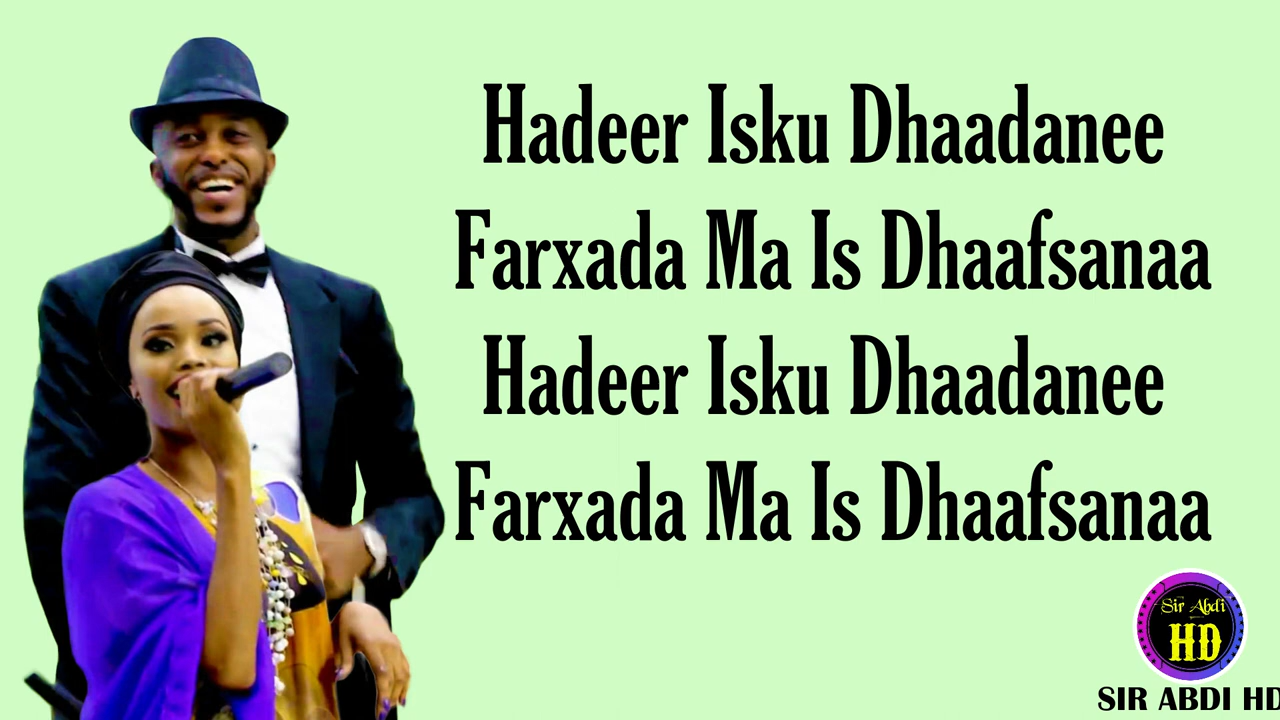 Hadeer Isku Dhaadanee
Farxada Ma Is Dhaafsanaa
Hadeer Isku Dhaadanee
Farxada Ma Is Dhaafsanaa
Sir Abdi
HD
SIR ABDI HD